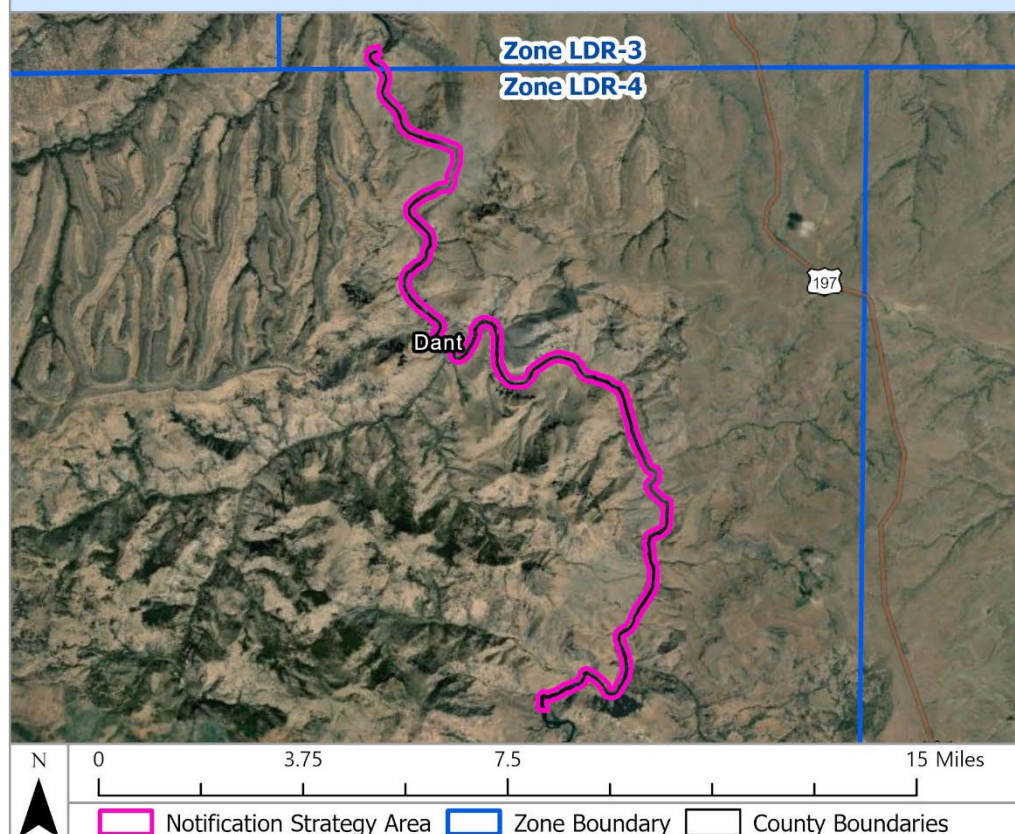 Zone LDR-3
Zone LDR-4
197
Dant
N
0 3.75 7.5 15 Miles
Notification Strategy Area Zone Boundary County Boundaries